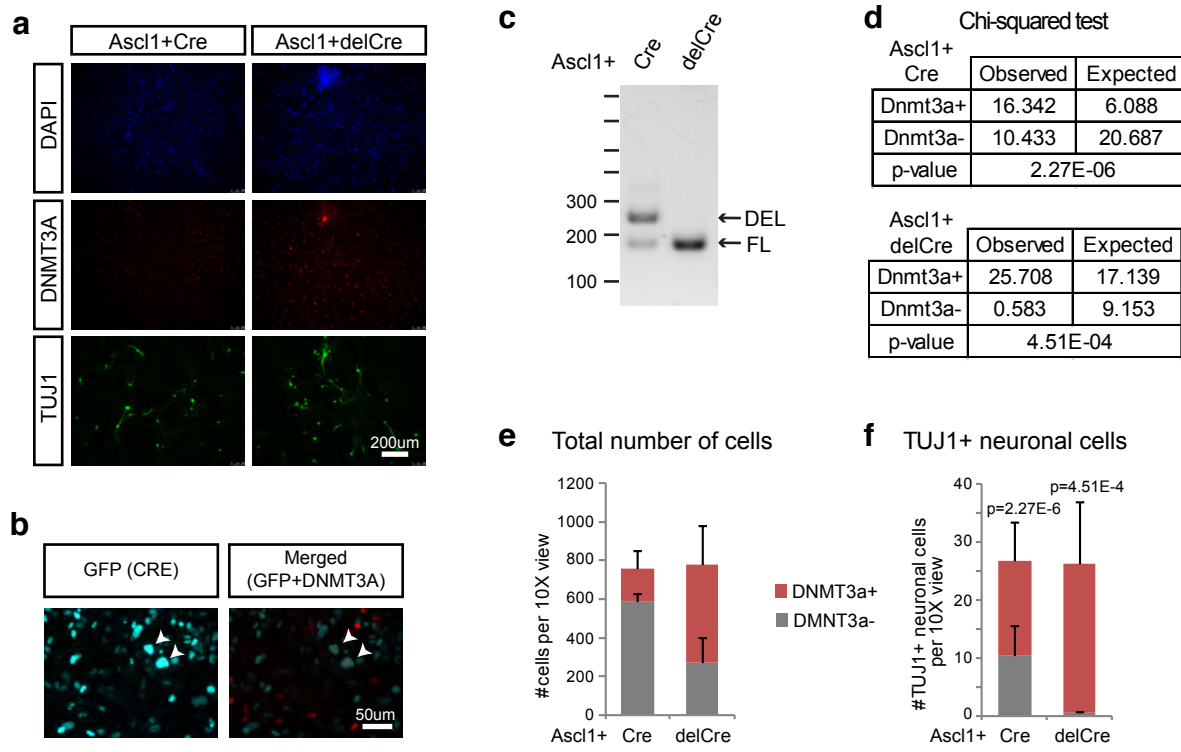 a
Ascl1+Cre Ascl1+delCre
DAPI
DNMT3A
TUJ1
200um
b
GFP (CRE)
Merged
(GFP+DNMT3A)
50um
c
Ascl1+ Cre delCre
300
200
100
DEL
FL
d
Chi-squared test
Ascl1+
Cre Observed Expected
Dnmt3a+ 16.342 6.088
Dnmt3a- 10.433 20.687
p-value 2.27E-06
Ascl1+
delCre Observed Expected
Dnmt3a+ 25.708 17.139
Dnmt3a- 0.583 9.153
p-value 4.51E-04
e Total number of cells
#cells per 10X view
1200
1000
800
600
400
200
0
Ascl1+ Cre delCre
DNMT3a+
DMNT3a-
f TUJ1+ neuronal cells
#TUJ1+ neuronal cells
per 10X view
40
30
20
10
0
p=2.27E-6
p=4.51E-4
Ascl1+ Cre delCre